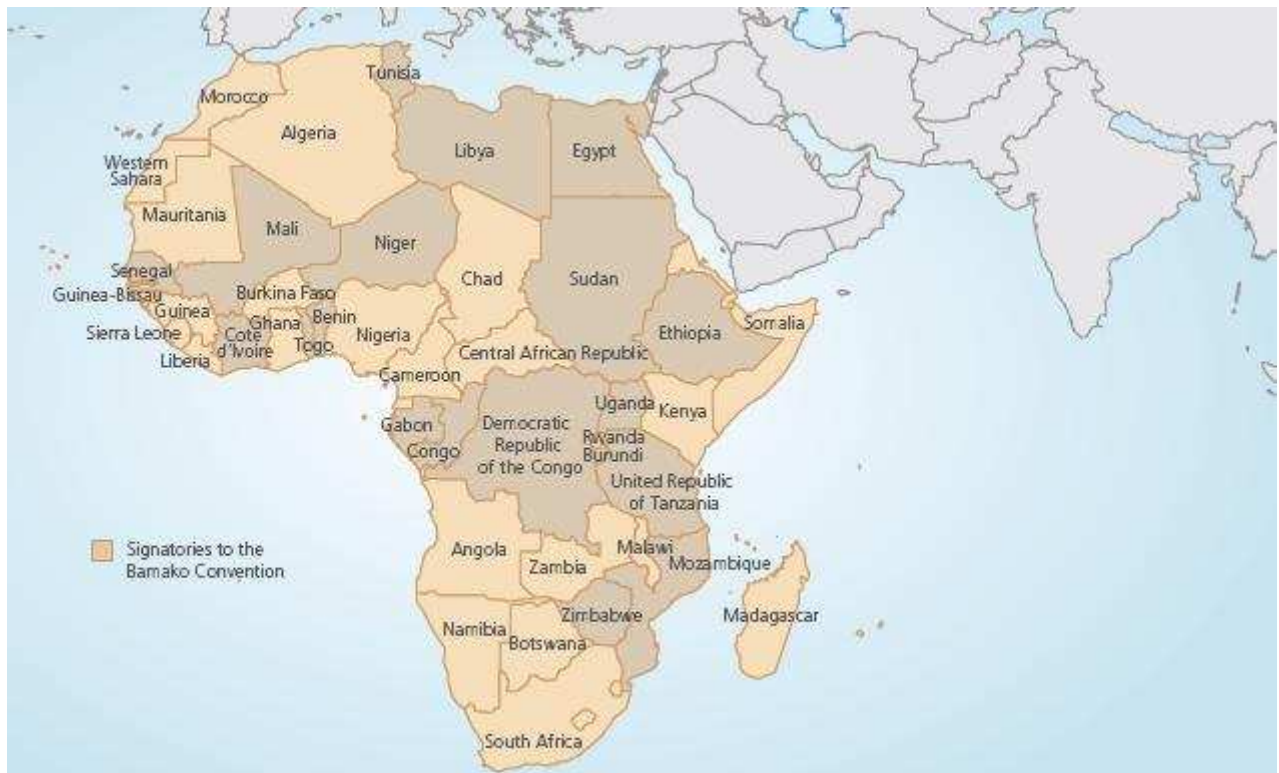 Tunisia
Morocco
Algeria
Libya
Egypt
Western
Sahara
Mauritania
Mali
Niger
Chad
Sudan
Senegal
Guinea-Bissau
Burkina Faso
Guinea
Sierra Leone
Liberia
Cote
d'Ivoire
Ghana
Togo
Benin
Nigeria
Ethiopia
Somalia
Central African Republic
Cameroon
Uganda
Kenya
Gabon
Congo
Democratic
Republic
of the Congo
Rwanda
Burundi
United Republic
of Tanzania
Signatories to the
Bamako Convention
Angola
Zambia
Malawi
Mozambique
Zimbabwe
Madagascar
Namibia
Botswana
South Africa